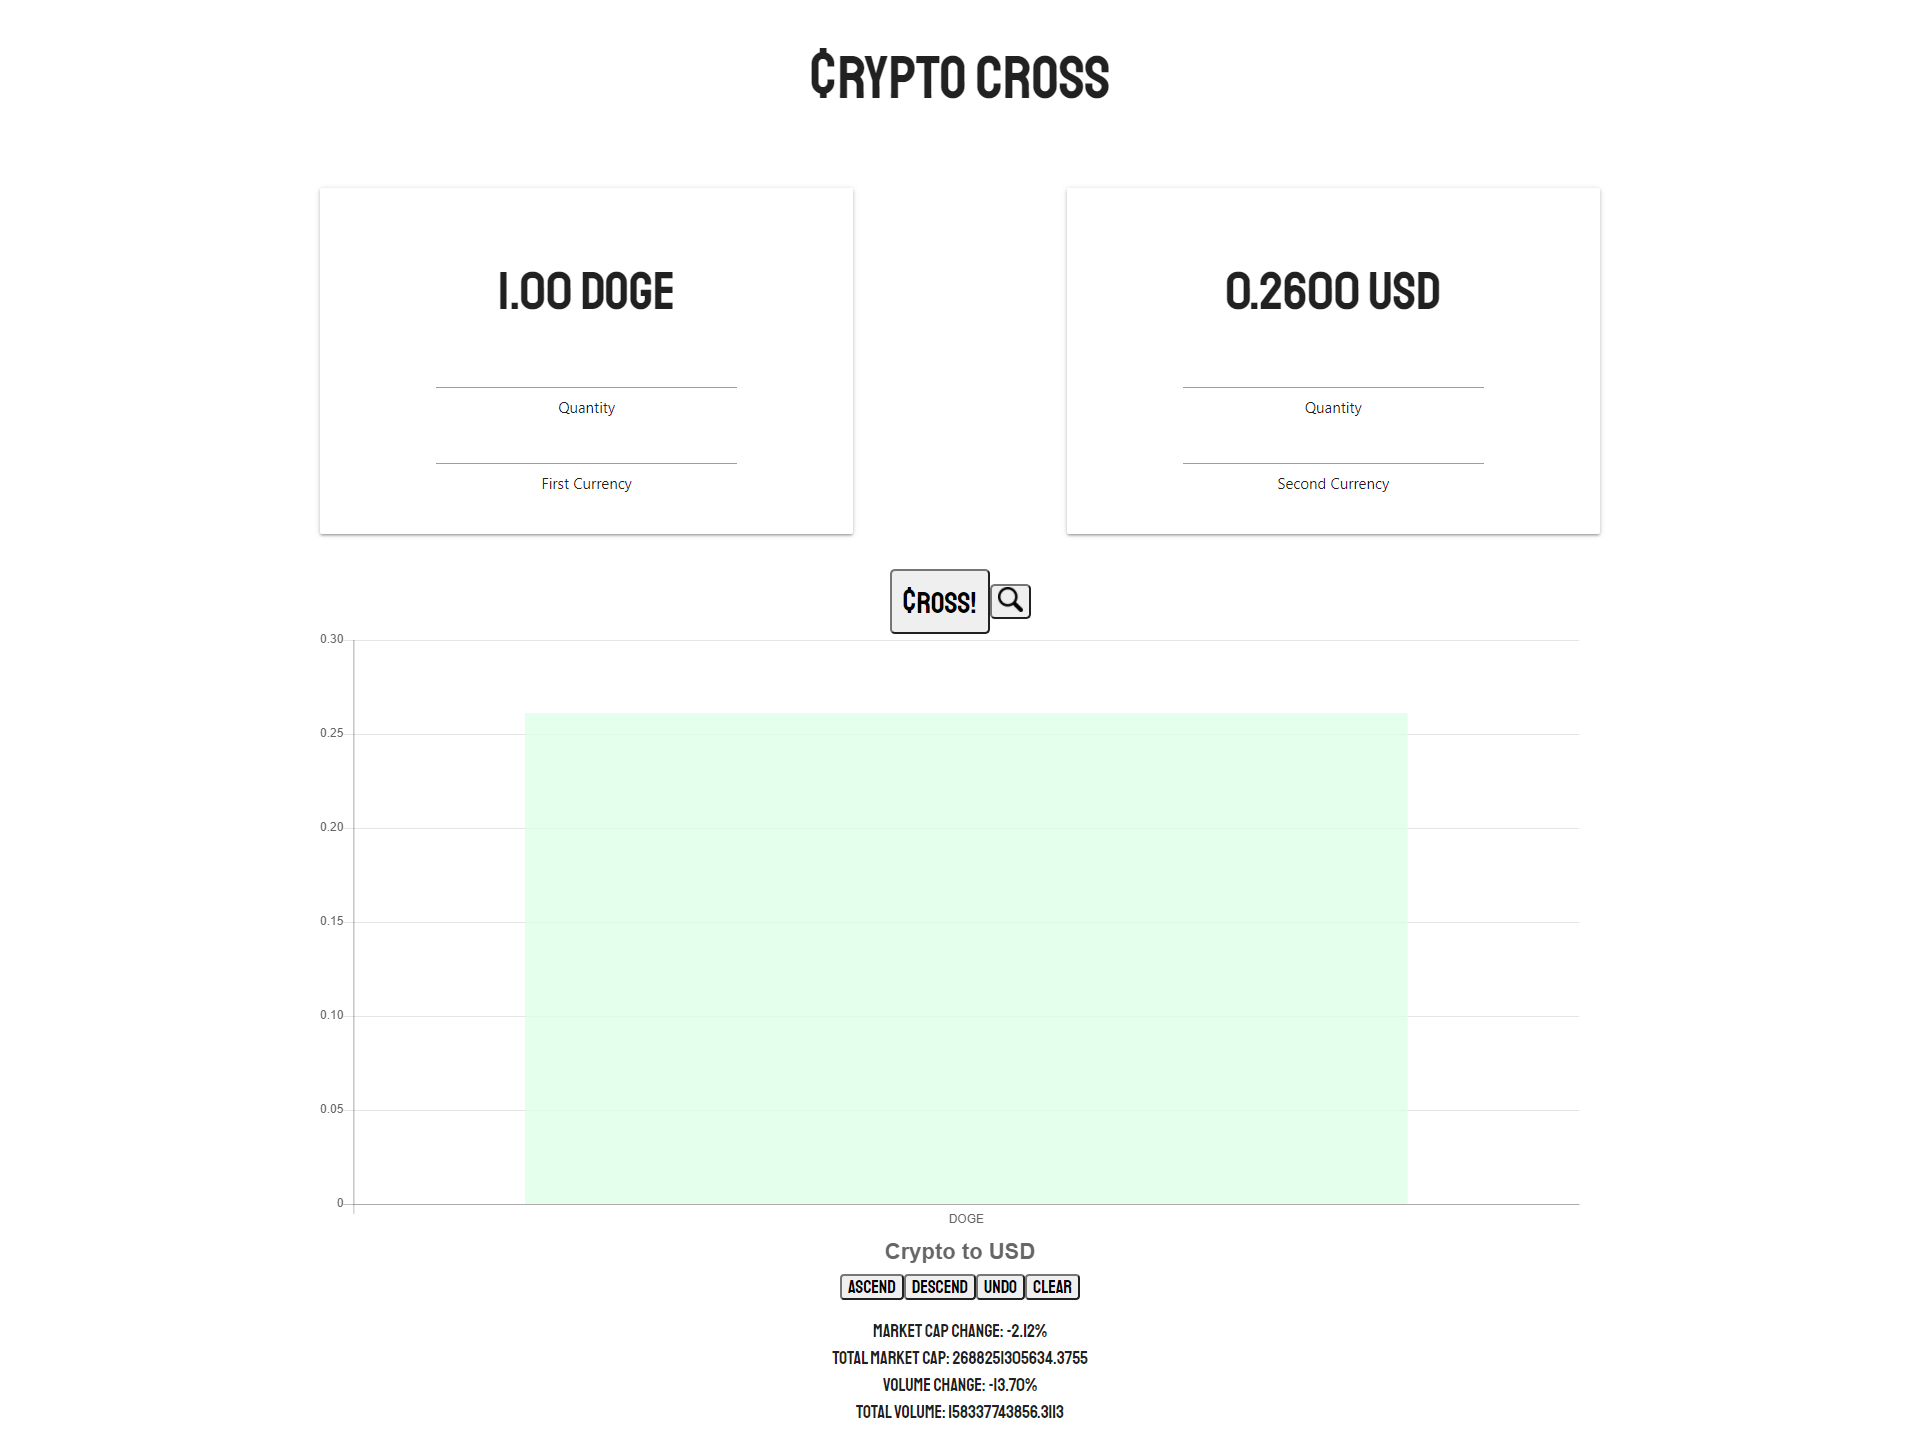 ₵RYPTO CROSS
1.00 DOGE
Quantity
First Currency
0.2600 USD
Quantity
Second Currency
₵ROSS!
0.30
0.25
0.20
0.15
0.10
0.05
0
DOGE
Crypto to USD
ASCEND DESCEND UNDO CLEAR
MARKET CAP CHANGE: -2.12%
TOTAL MARKET CAP: 2688251305634.3755
VOLUME CHANGE: -13.70%
TOTAL VOLUME: 158337743856.3113